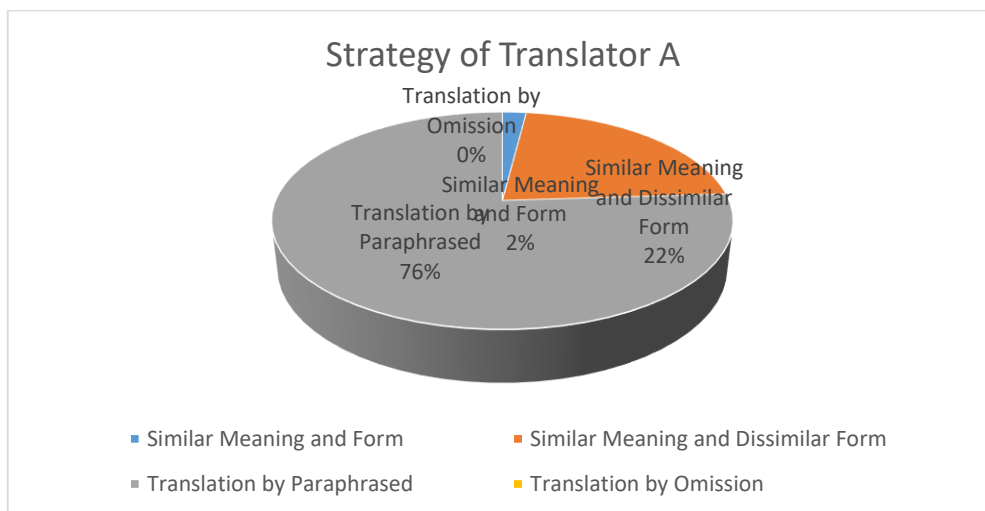 Strategy of Translator A
Translation by
Omission
0%
Similar Meaning
and Form
2%
Similar Meaning
and Dissimilar
Form
22%
Translation by
Paraphrased
76%
Similar Meaning and Form
Similar Meaning and Dissimilar Form
Translation by Paraphrased
Translation by Omission